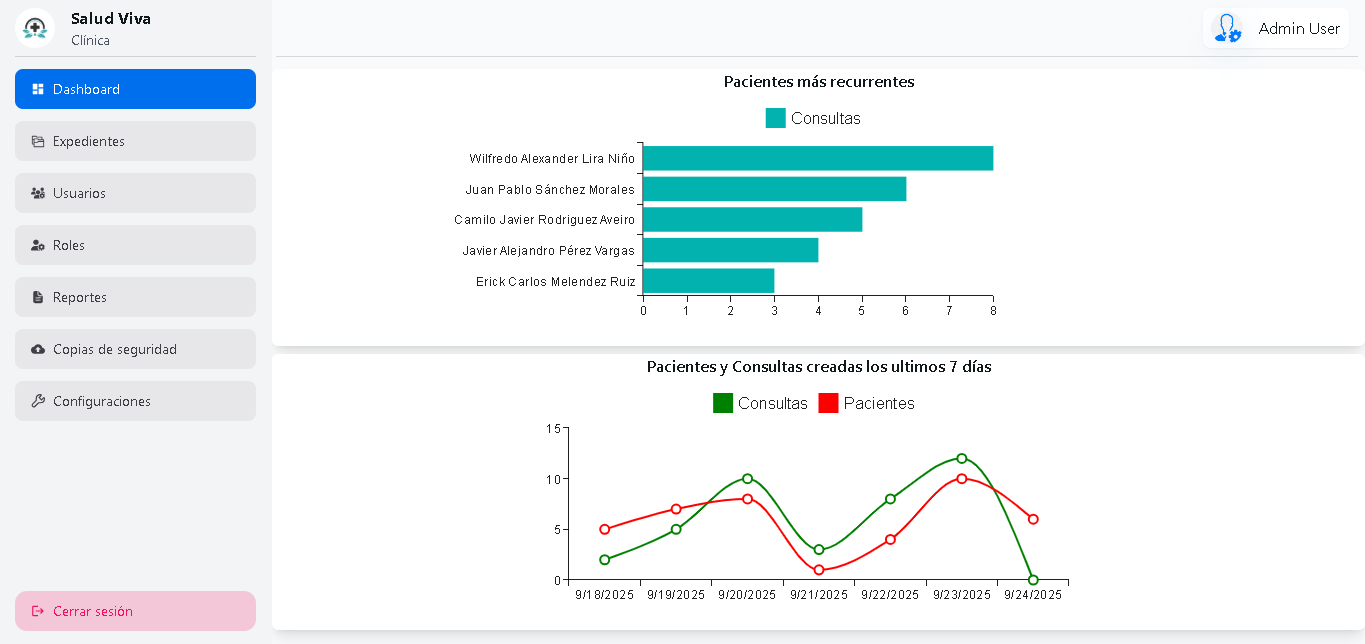 Salud Viva
Clínica
Admin User
Dashboard
Expedientes
Usuarios
Roles
Reportes
Copias de seguridad
Configuraciones
Cerrar sesión
Pacientes más recurrentes
Consultas
Wilfredo Alexander Lira Niño
Juan Pablo Sánchez Morales
Camilo Javier Rodriguez Aveiro
Javier Alejandro Pérez Vargas
Erick Carlos Melendez Ruiz
0 1 2 3 4 5 6 7 8
Pacientes y Consultas creadas los ultimos 7 días
Consultas Pacientes
15
10
5
0
9/18/2025 9/19/2025 9/20/2025 9/21/2025 9/22/2025 9/23/2025 9/24/2025